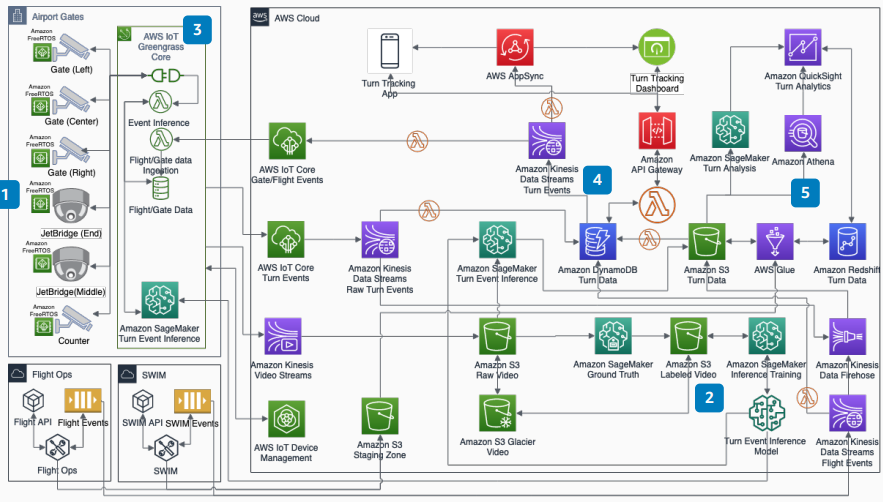 Airport Gates
Amazon
FreeRTOS
Gate (Left)
Amazon
FreeRTOS
Gate (Center)
Amazon
FreeRTOS
Gate (Right)
1
Amazon
FreeRTOS
JetBridge (End)
Amazon
FreeRTOS
JetBridge(Middle)
Amazon
FreeRTOS
Counter
3
AWS IoT
Greengrass
Core
Event Inference
Flight/Gate data
Ingestion
Flight/Gate Data
Amazon SageMaker
Turn Event Inference
Flight Ops
Flight API
Flight Events
Flight Ops
SWIM
SWIM API
SWIM Events
SWIM
aws
AWS Cloud
Turn Tracking
App
AWS AppSync
Turn Tracking
Dashboard
Amazon QuickSight
Turn Analytics
AWS IoT Core
Gate/Flight Events
Amazon Kinesis
Data Streams
Turn Events
4
Amazon
API Gateway
Amazon SageMaker
Turn Analysis
Amazon Athena
5
AWS IoT Core
Turn Events
Amazon Kinesis
Data Streams
Raw Turn Events
Amazon SageMaker
Turn Event Inference
Amazon DynamoDB
Turn Data
Amazon S3
Turn Data
AWS Glue
Amazon Redshift
Turn Data
Amazon Kinesis
Video Streams
Amazon S3
Raw Video
Amazon SageMaker
Ground Truth
Amazon S3
Labeled Video
Amazon SageMaker
Inference Training
Amazon Kinesis
Data Firehose
2
AWS IoT Device
Management
Amazon S3
Staging Zone
Amazon S3 Glacier
Video
Turn Event Inference
Model
Amazon Kinesis
Data Streams
Flight Events